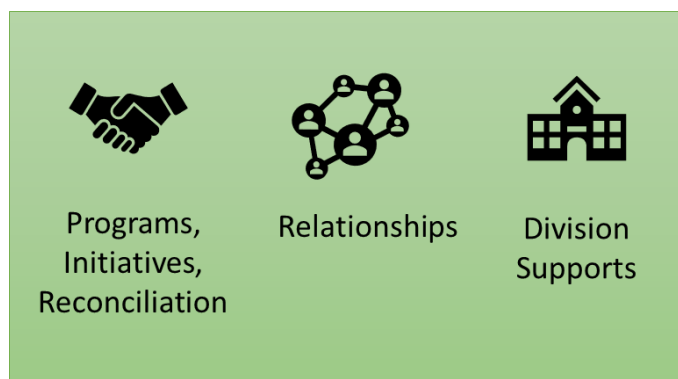 Programs,
Initiatives,
Reconciliation
Relationships
Division
Supports